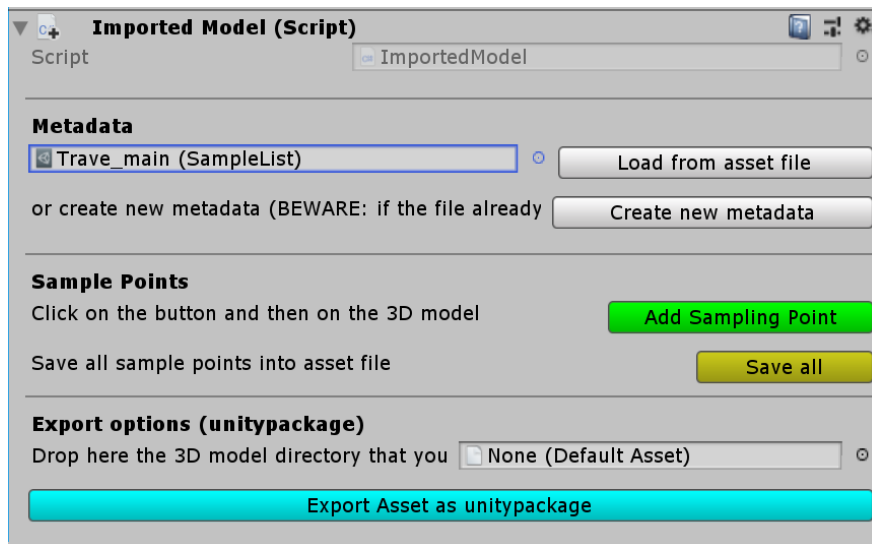 Imported Model (Script)
Script ImportedModel
Metadata
Trave_main (SampleList) Load from asset file
or create new metadata (BEWARE: if the file already Create new metadata
Sample Points
Click on the button and then on the 3D model Add Sampling Point
Save all sample points into asset file Save all
Export options (unitypackage)
Drop here the 3D model directory that you None (Default Asset)
Export Asset as unitypackage